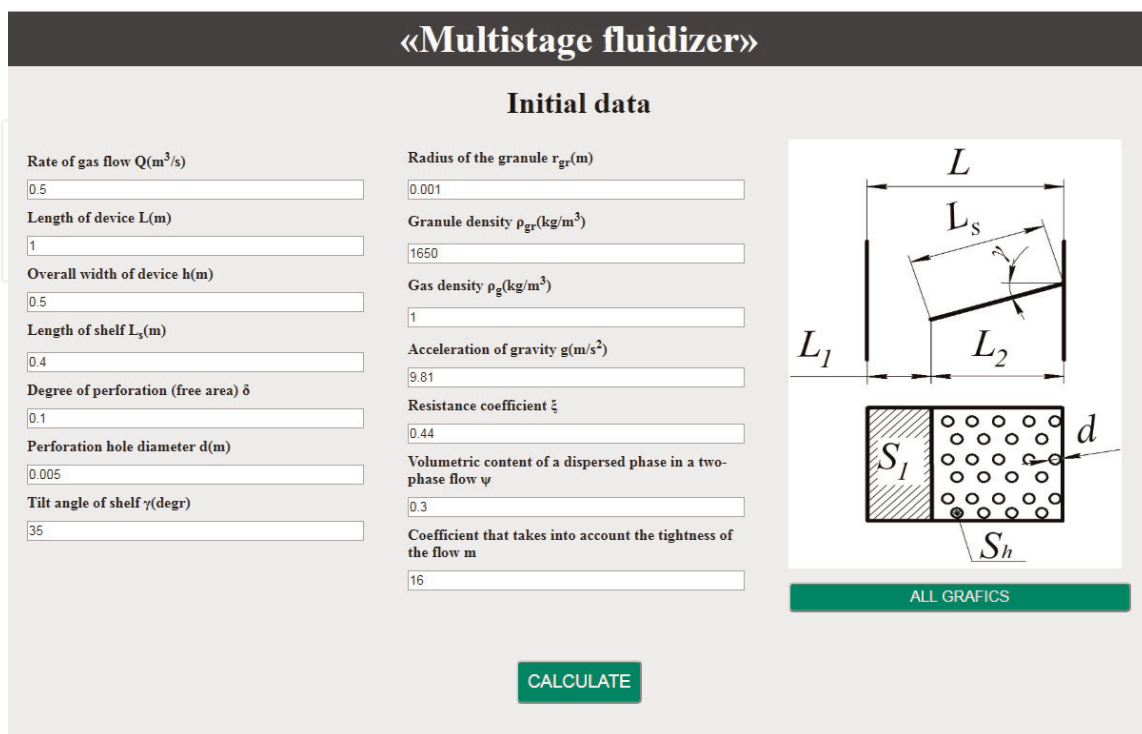 «Multistage fluidizer»
Initial data
Rate of gas flow Q(m³/s)
0.5
Length of device L(m)
1
Overall width of device h(m)
0.5
Length of shelf Lₛ(m)
0.4
Degree of perforation (free area) δ
0.1
Perforation hole diameter d(m)
0.005
Tilt angle of shelf γ(degr)
35
Radius of the granule r_gr(m)
0.001
Granule density ρ_gr(kg/m³)
1650
Gas density ρ_g(kg/m³)
1
Acceleration of gravity g(m/s²)
9.81
Resistance coefficient ξ
0.44
Volumetric content of a dispersed phase in a two-
phase flow ψ
0.3
Coefficient that takes into account the tightness of
the flow m
16
L
Lₛ
γ
L₁
L₂
d
S₁
Sₕ
ALL GRAFICS
CALCULATE